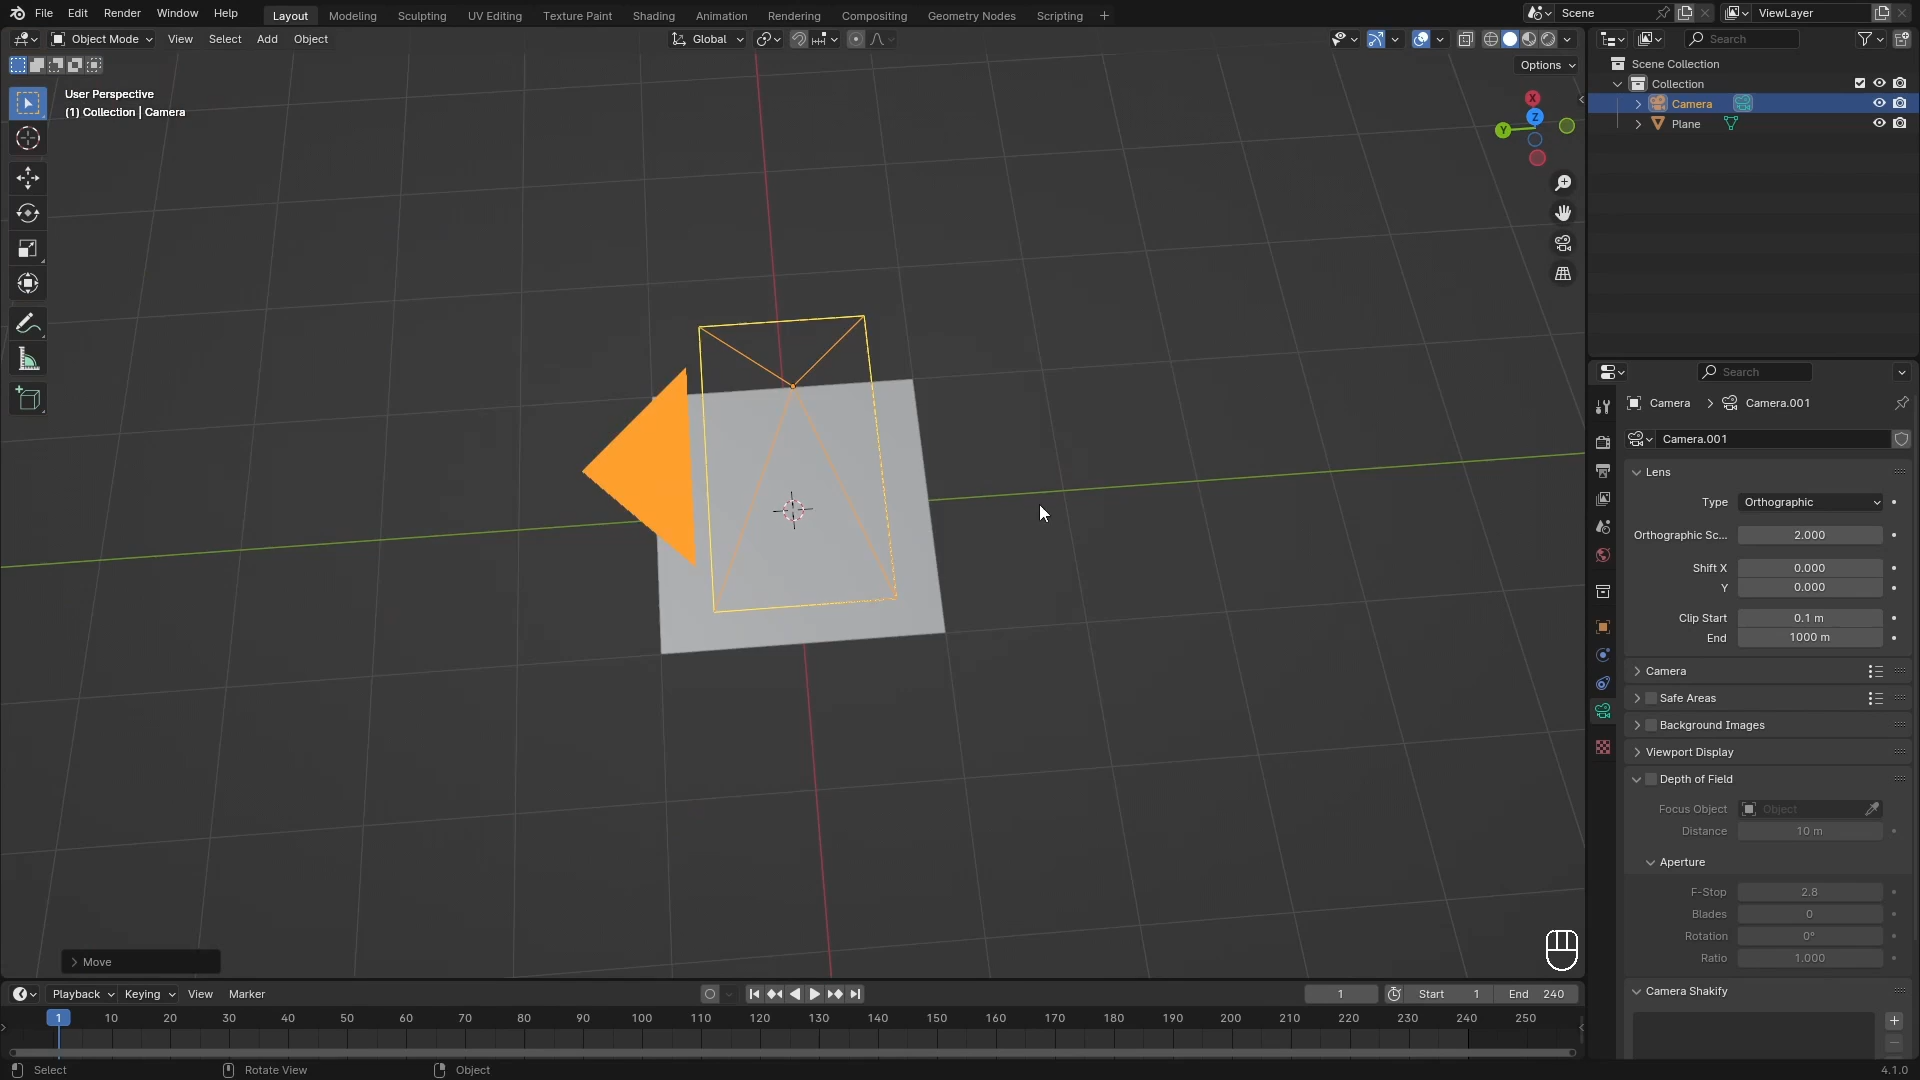 File Edit Render Window Help Layout Modeling Sculpting UV Editing Texture Paint Shading Animation Rendering Compositing Geometry Nodes Scripting + Scene ViewLayer
Object Mode View Select Add Object Global Search
Options
User Perspective
(1) Collection | Camera
X
Y
Z
Scene Collection
Collection
Camera
Plane
Search
Camera > Camera.001
Camera.001
Lens
Type Orthographic
Orthographic Sc... 2.000
Shift X 0.000
Y 0.000
Clip Start 0.1 m
End 1000 m
Camera
Safe Areas
Background Images
Viewport Display
Depth of Field
Focus Object Object
Distance 10 m
Aperture
F-Stop 2.8
Blades 0
Rotation 0°
Ratio 1.000
Camera Shakify
Move
Playback Keying View Marker 1 Start 1 End 240
1 10 20 30 40 50 60 70 80 90 100 110 120 130 140 150 160 170 180 190 200 210 220 230 240 250
Select Rotate View Object 4.1.0